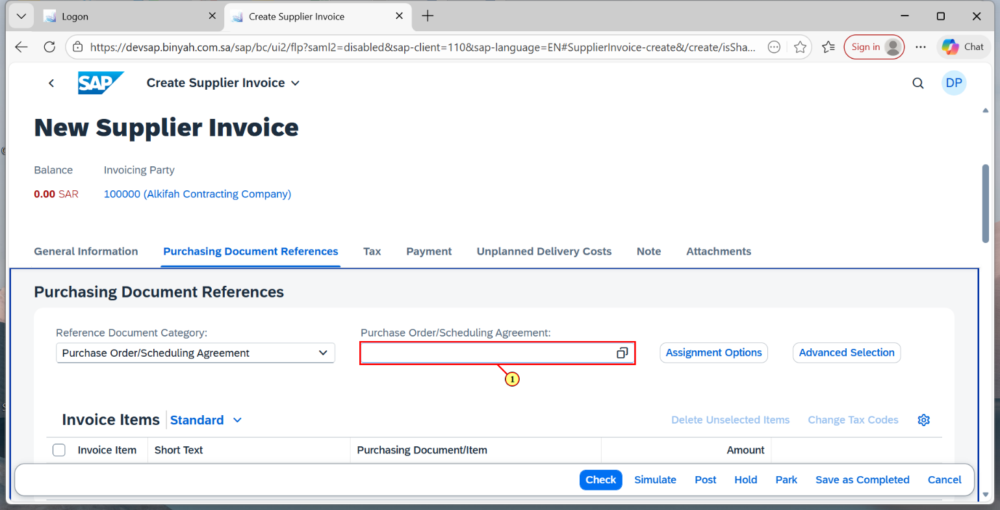 Logon
Create Supplier Invoice
https://devsap.binyah.com.sa/sap/bc/ui2/flp?saml2=disabled&sap-client=110&sap-language=EN#SupplierInvoice-create&/create/isSha...
Sign in
Chat
SAP
Create Supplier Invoice
DP
New Supplier Invoice
Balance Invoicing Party
0.00 SAR 100000 (Alkifah Contracting Company)
General Information Purchasing Document References Tax Payment Unplanned Delivery Costs Note Attachments
Purchasing Document References
Reference Document Category: Purchase Order/Scheduling Agreement:
Purchase Order/Scheduling Agreement Assignment Options Advanced Selection
1
Invoice Items Standard Delete Unselected Items Change Tax Codes
Invoice Item Short Text Purchasing Document/Item Amount
Check Simulate Post Hold Park Save as Completed Cancel